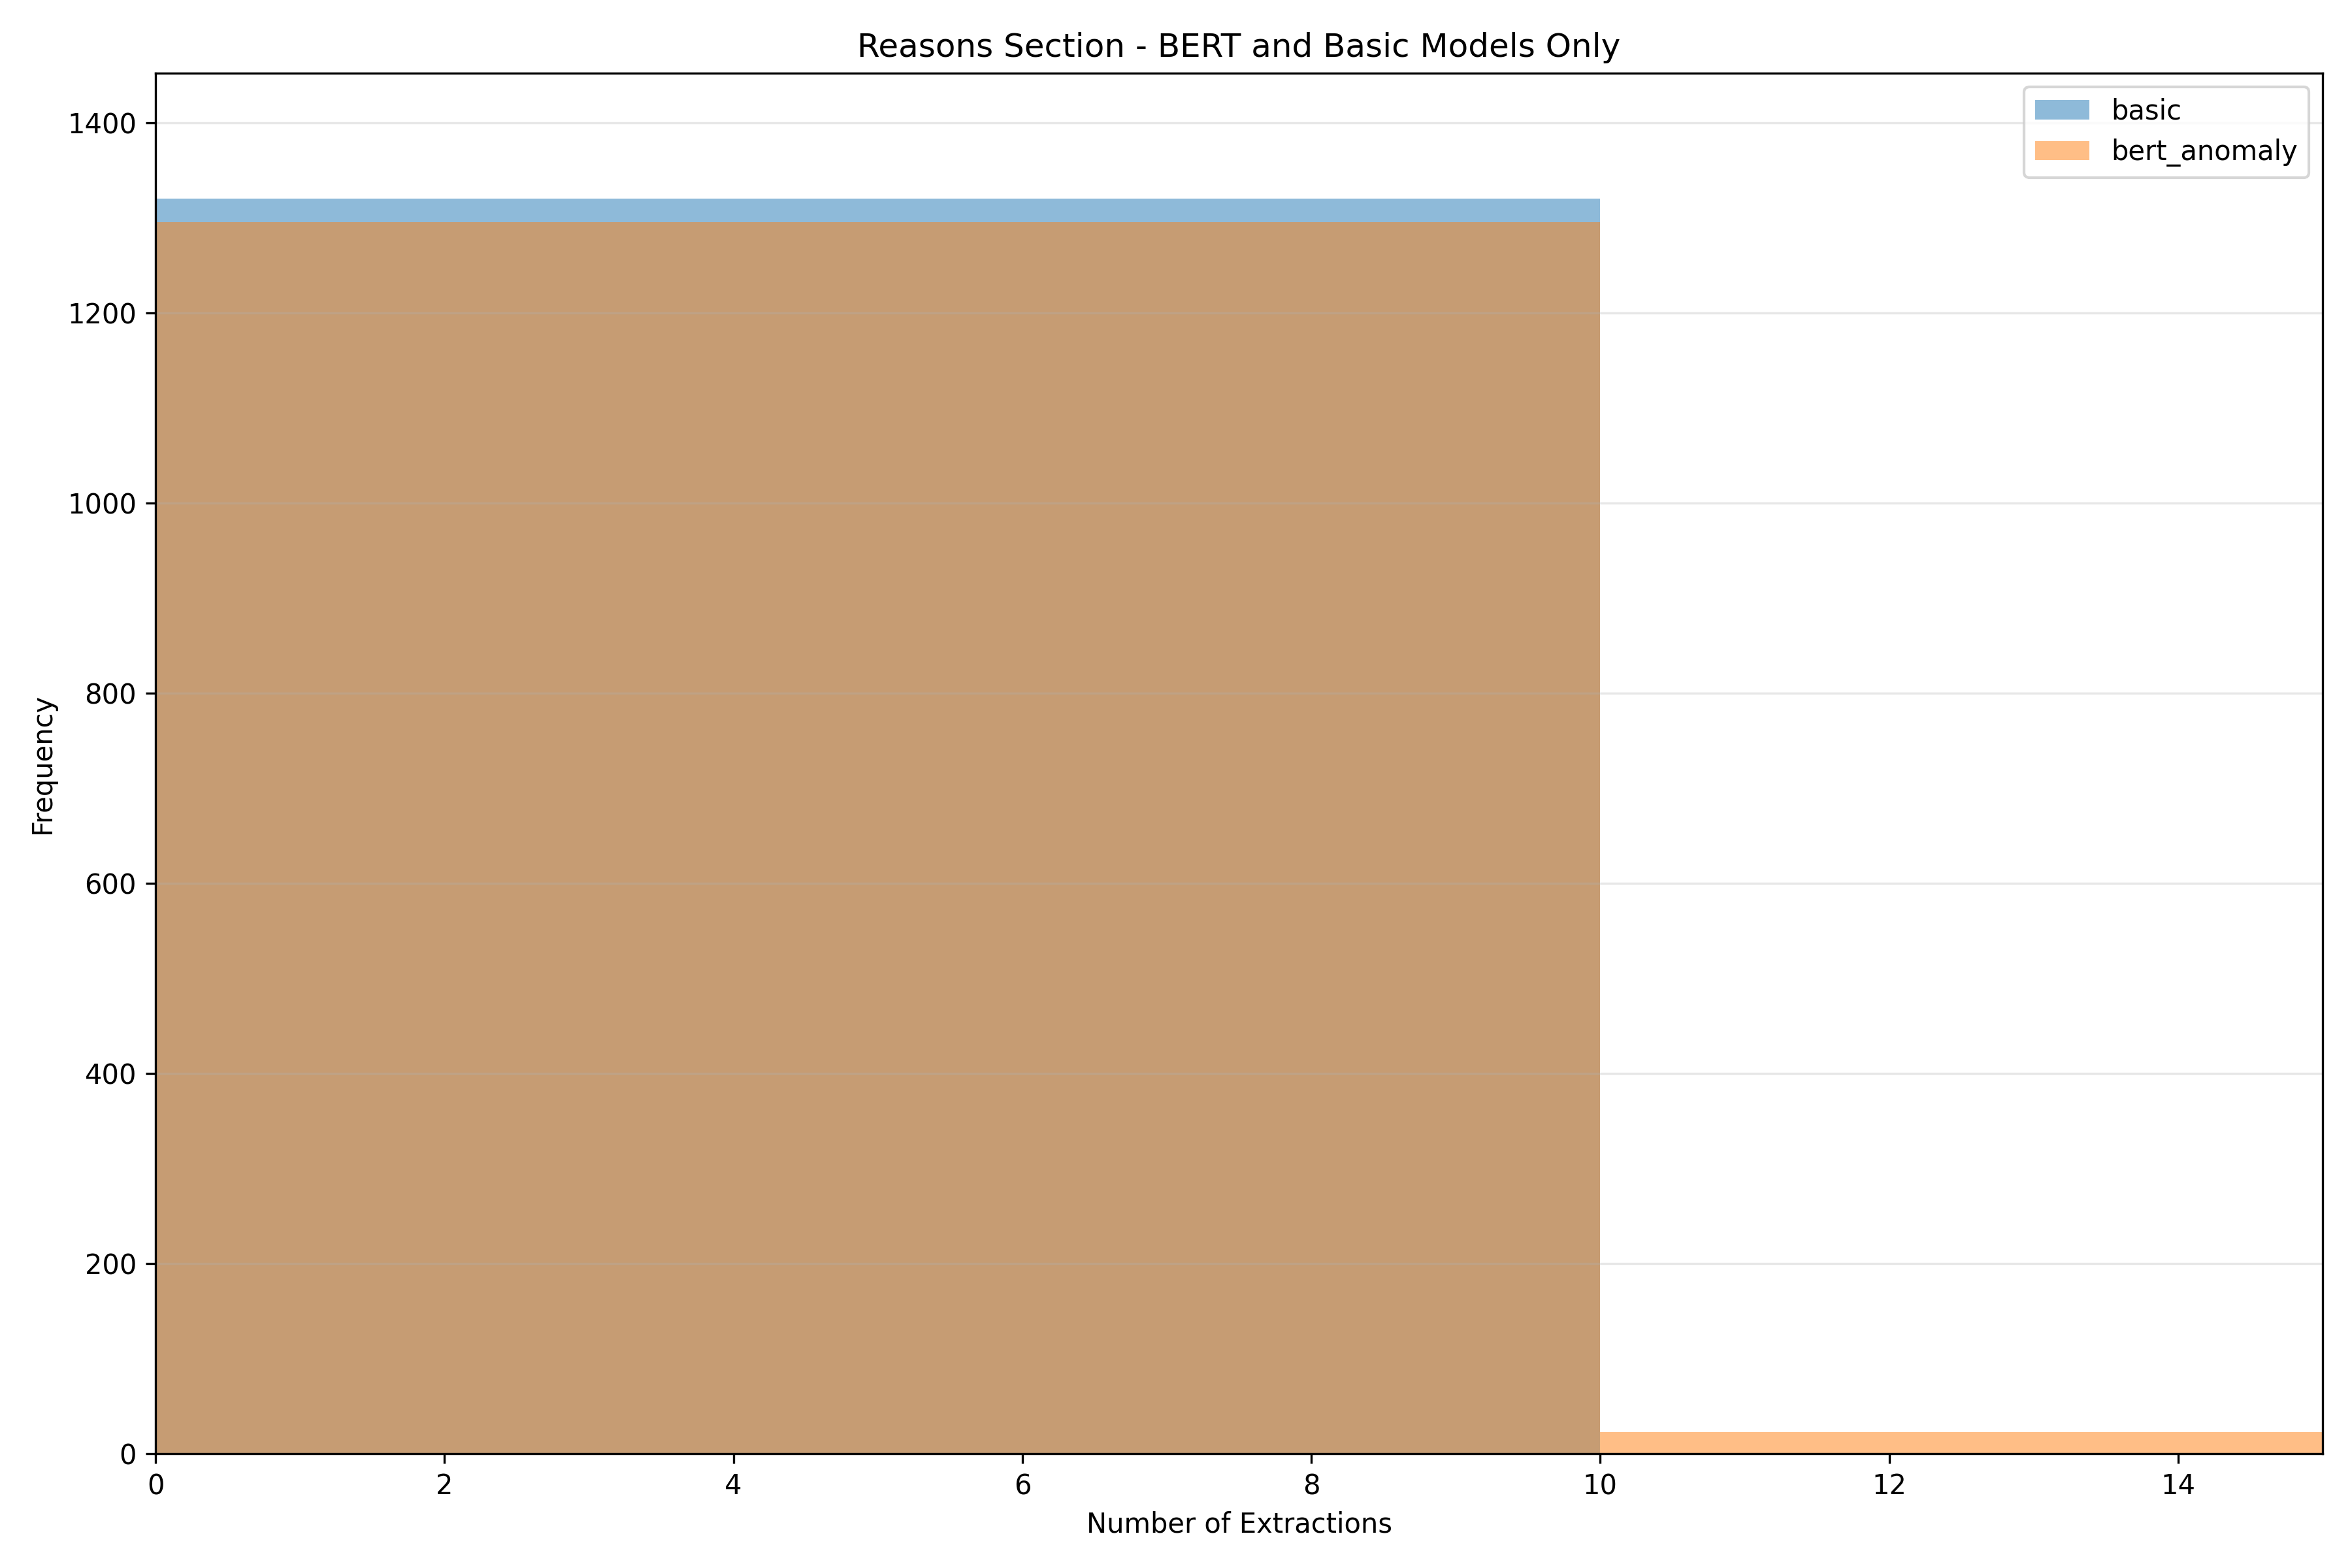 Reasons Section - BERT and Basic Models Only
basic
bert_anomaly
1400
1200
1000
800
600
400
200
0
Frequency
0 2 4 6 8 10 12 14
Number of Extractions